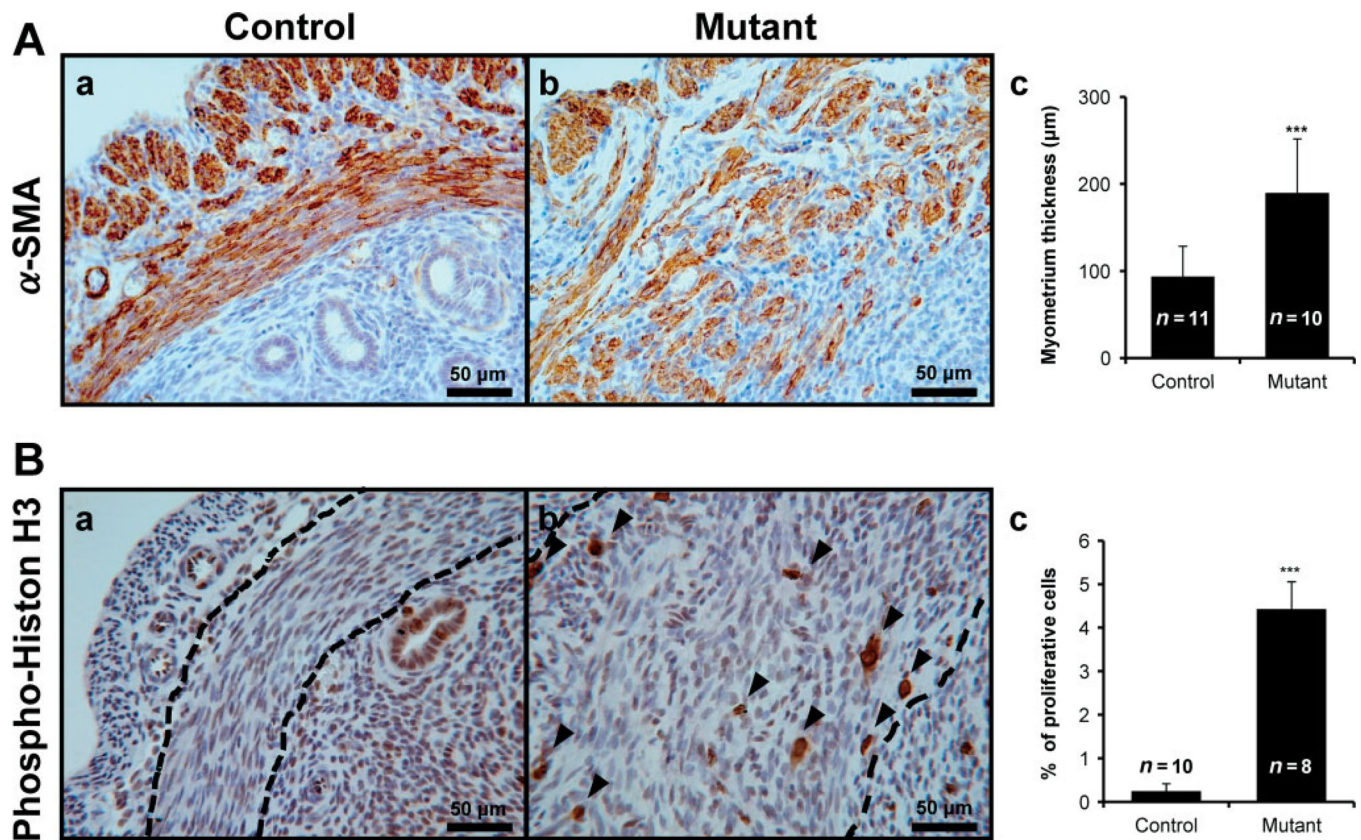 A
Control
Mutant
α-SMA
a
50 µm
b
50 µm
c
Myometrium thickness (µm)
300
200
100
0
***
n = 11
n = 10
Control
Mutant
B
Phospho-Histon H3
a
50 µm
b
50 µm
c
% of proliferative cells
6
5
4
3
2
1
0
***
n = 10
n = 8
Control
Mutant